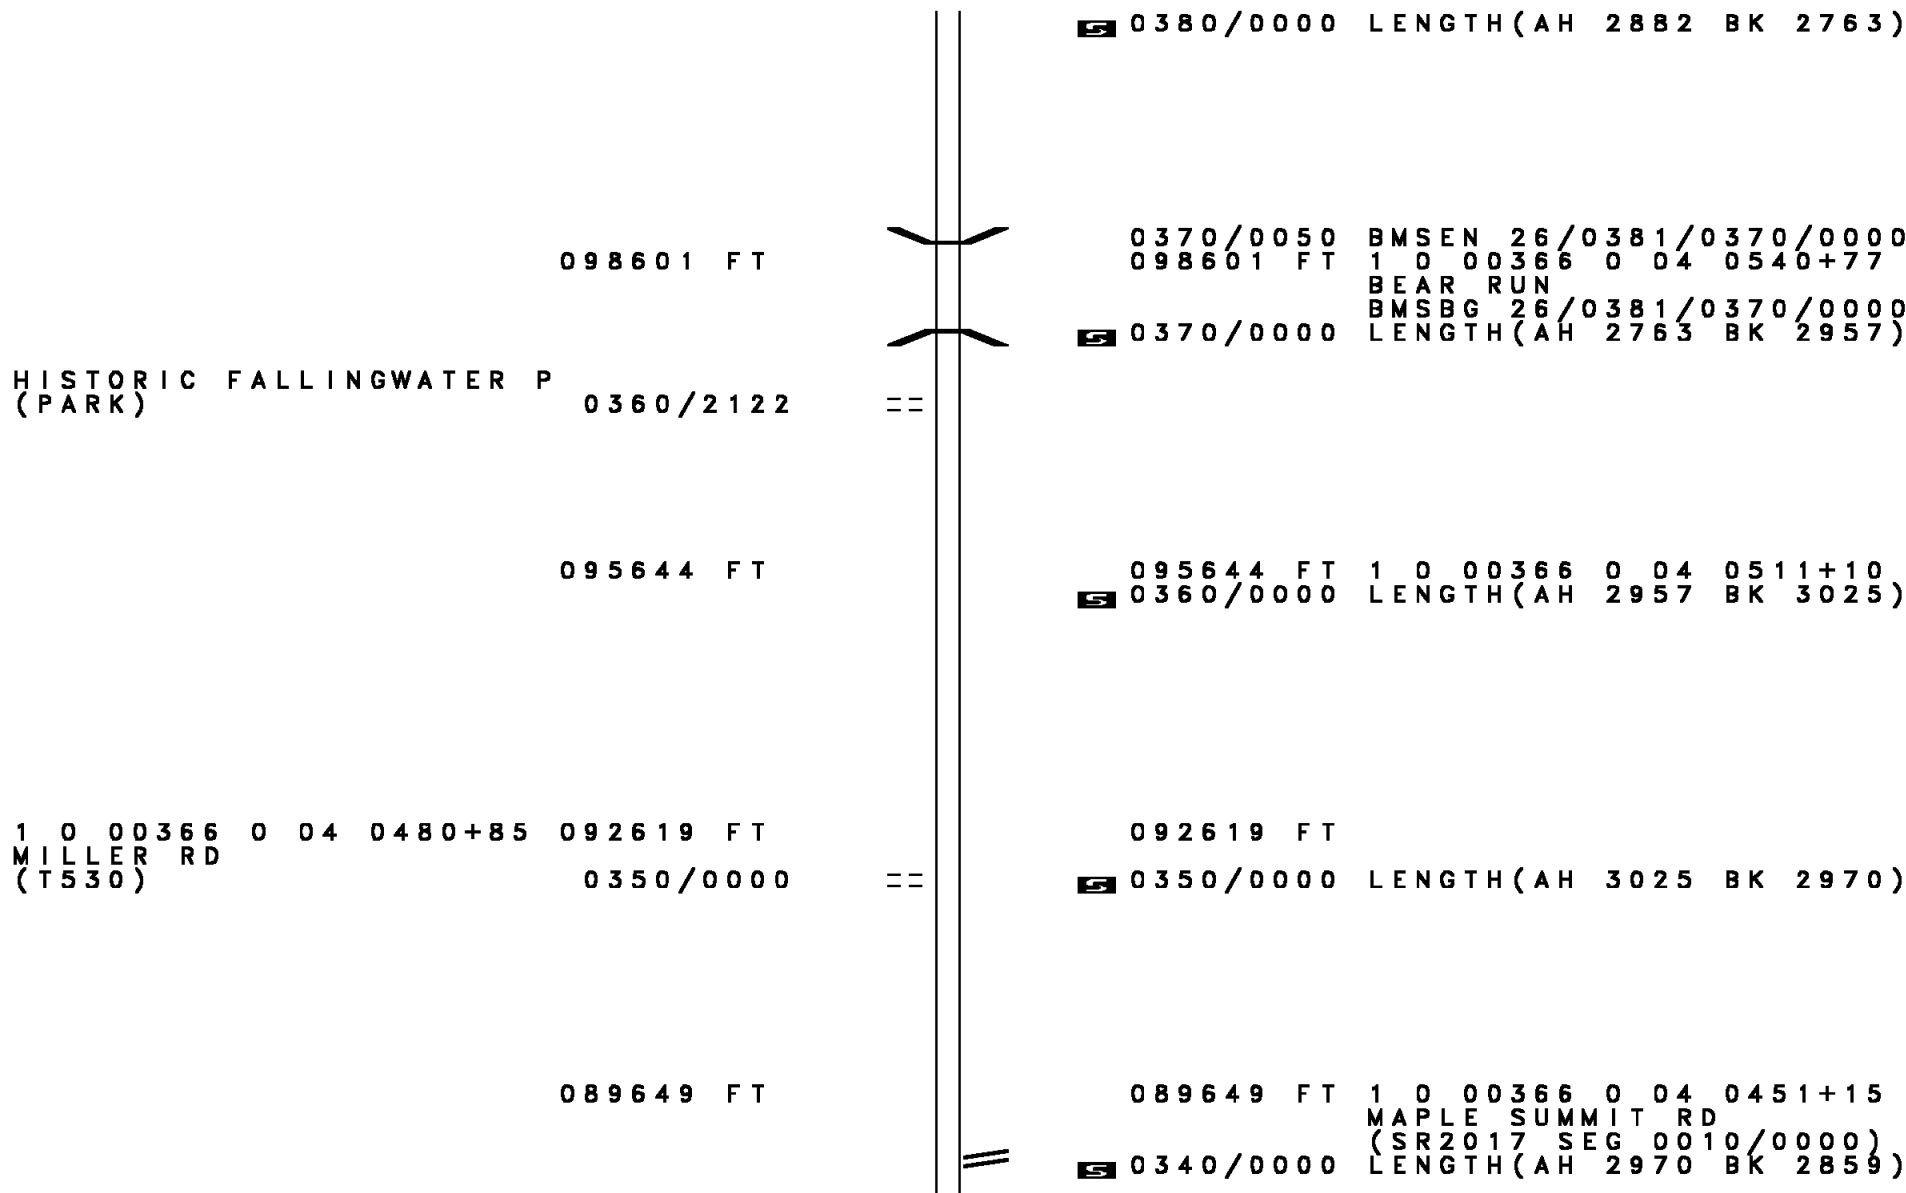 S 0380/0000 LENGTH(AH 2882 BK 2763)
0370/0050 BMSEN 26/0381/0370/0000
098601 FT 098601 FT 1 0 00366 0 04 0540+77
BEAR RUN
BMSBG 26/0381/0370/0000
S 0370/0000 LENGTH(AH 2763 BK 2957)
HISTORIC FALLINGWATER P
(PARK) 0360/2122 ==
095644 FT 095644 FT 1 0 00366 0 04 0511+10
S 0360/0000 LENGTH(AH 2957 BK 3025)
1 0 00366 0 04 0480+85 092619 FT 092619 FT
MILLER RD
(T530) 0350/0000 == S 0350/0000 LENGTH(AH 3025 BK 2970)
089649 FT 089649 FT 1 0 00366 0 04 0451+15
MAPLE SUMMIT RD
(SR2017 SEG 0010/0000)
S 0340/0000 LENGTH(AH 2970 BK 2859)